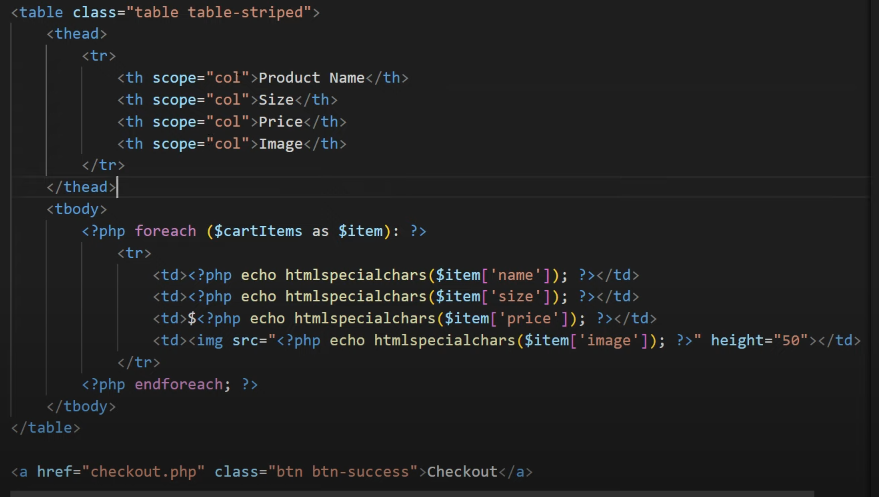 <table class="table table-striped">
<thead>
<tr>
<th scope="col">Product Name</th>
<th scope="col">Size</th>
<th scope="col">Price</th>
<th scope="col">Image</th>
</tr>
</thead>
<tbody>
<?php foreach ($cartItems as $item): ?>
<tr>
<td><?php echo htmlspecialchars($item['name']); ?></td>
<td><?php echo htmlspecialchars($item['size']); ?></td>
<td>$<?php echo htmlspecialchars($item['price']); ?></td>
<td><img src="<?php echo htmlspecialchars($item['image']); ?>" height="50"></td>
</tr>
<?php endforeach; ?>
</tbody>
</table>
<a href="checkout.php" class="btn btn-success">Checkout</a>